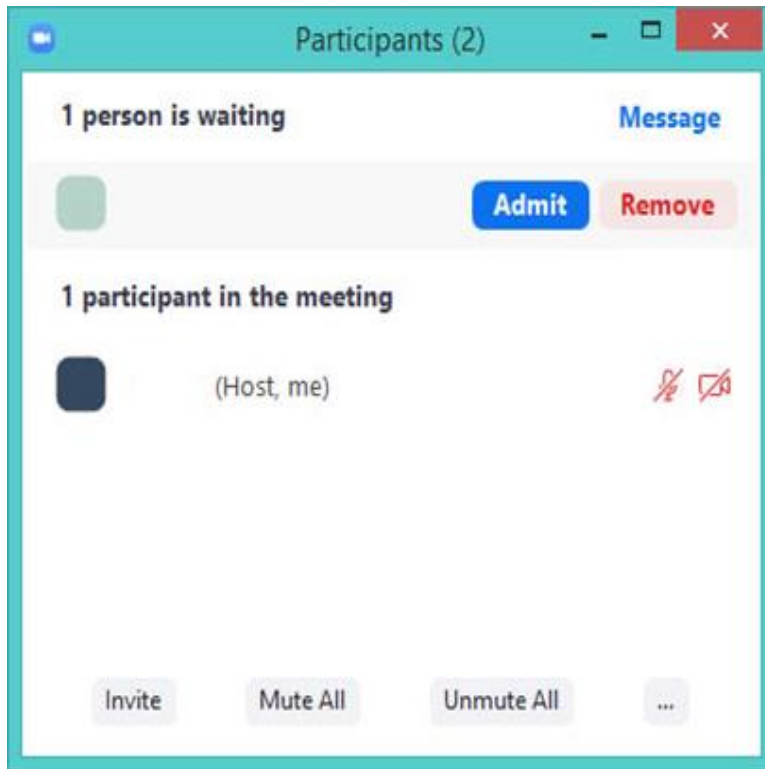 Participants (2)
1 person is waiting Message
Admit Remove
1 participant in the meeting
(Host, me)
Invite Mute All Unmute All ...